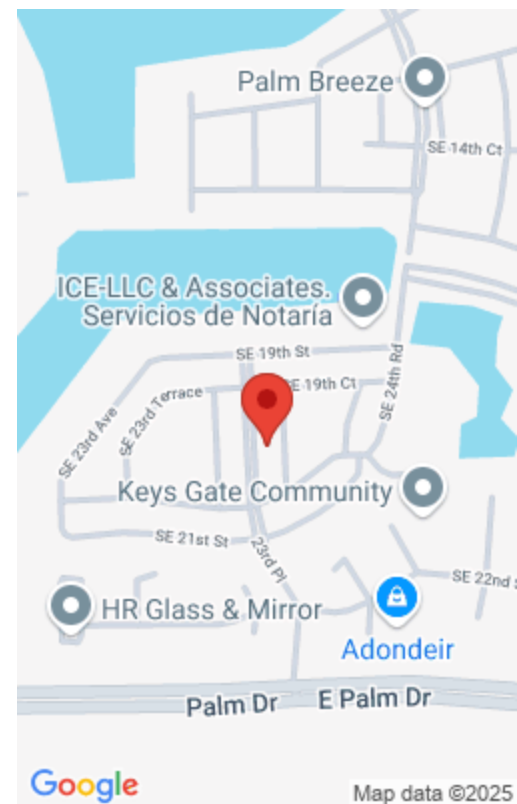 Palm Breeze
SE 14th Ct
ICE-LLC & Associates.
Servicios de Notaría
SE 19th St
SE 19th Ct
SE 23rd Terrace
SE 24th Rd
SE 23rd Ave
Keys Gate Community
SE 21st St
23rd Pl
SE 22nd S
HR Glass & Mirror
Adondeir
Palm Dr
E Palm Dr
Google
Map data ©2025